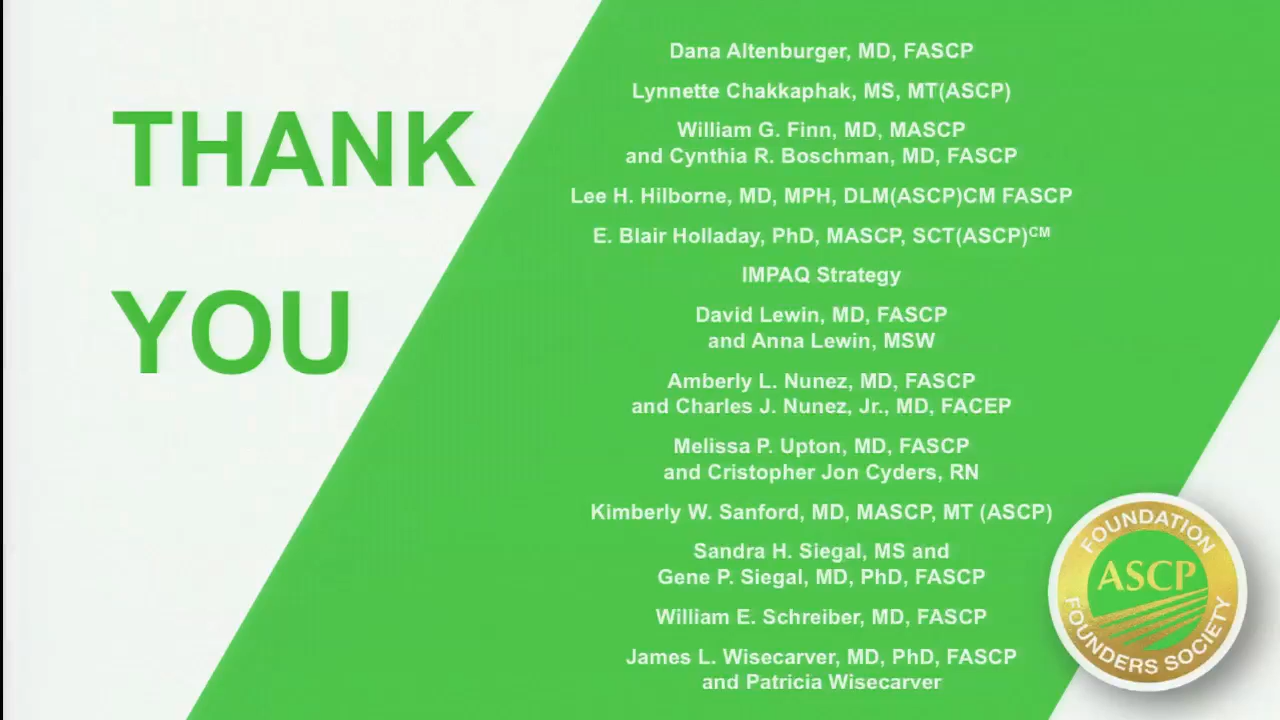 THANK
YOU
Dana Altenburger, MD, FASCP
Lynnette Chakkaphak, MS, MT(ASCP)
William G. Finn, MD, MASCP
and Cynthia R. Boschman, MD, FASCP
Lee H. Hilborne, MD, MPH, DLM(ASCP)CM FASCP
E. Blair Holladay, PhD, MASCP, SCT(ASCP)ᶜᴹ
IMPAQ Strategy
David Lewin, MD, FASCP
and Anna Lewin, MSW
Amberly L. Nunez, MD, FASCP
and Charles J. Nunez, Jr., MD, FACEP
Melissa P. Upton, MD, FASCP
and Cristopher Jon Cyders, RN
Kimberly W. Sanford, MD, MASCP, MT (ASCP)
Sandra H. Siegal, MS and
Gene P. Siegal, MD, PhD, FASCP
William E. Schreiber, MD, FASCP
James L. Wisecarver, MD, PhD, FASCP
and Patricia Wisecarver
FOUNDATION
ASCP
FOUNDERS SOCIETY